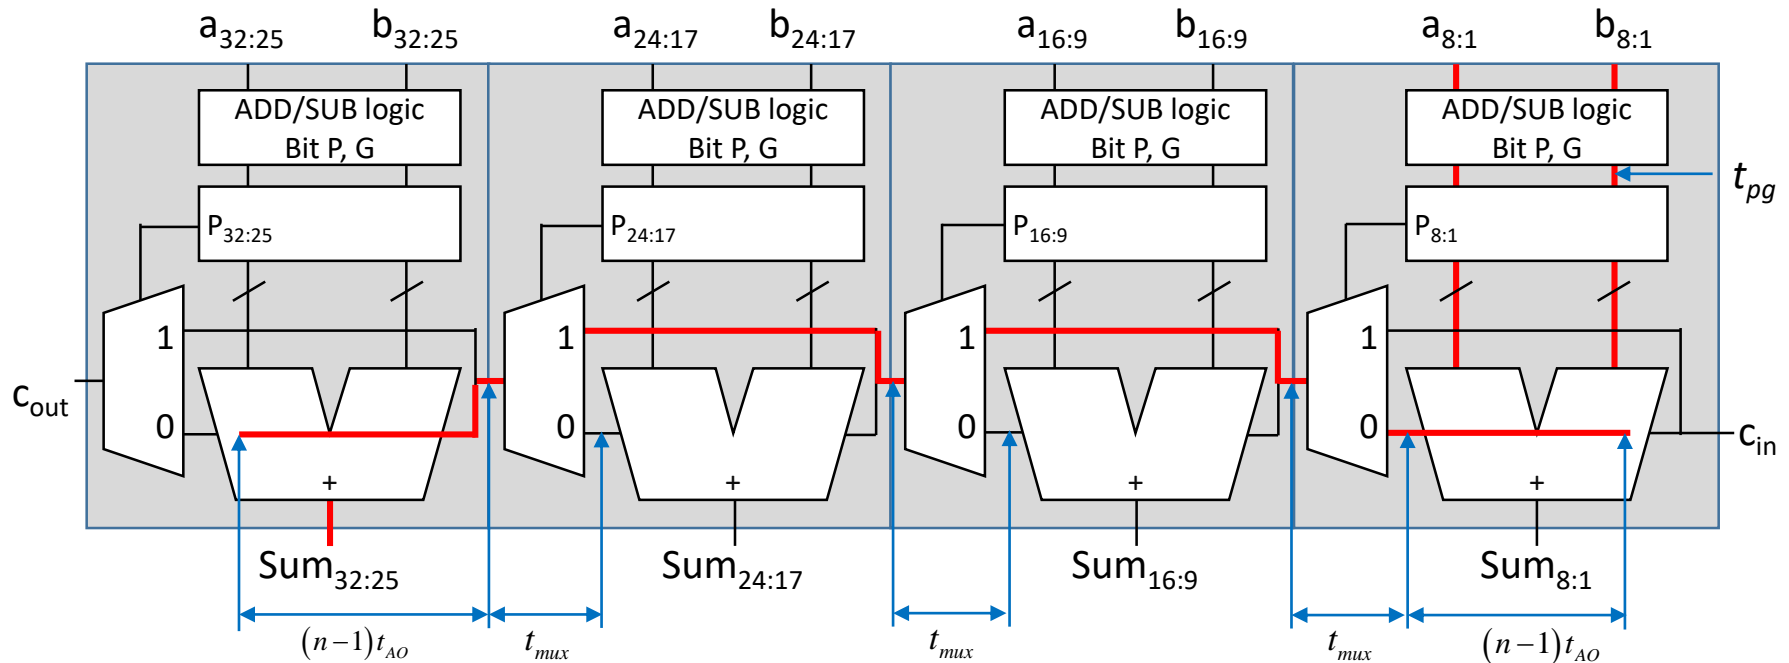 a32:25 b32:25 a24:17 b24:17 a16:9 b16:9 a8:1 b8:1
ADD/SUB logic
Bit P, G
ADD/SUB logic
Bit P, G
ADD/SUB logic
Bit P, G
ADD/SUB logic
Bit P, G
tpg
P32:25 P24:17 P16:9 P8:1
1 1 1 1
cout
0 0 0 0
cin
+ + + +
Sum32:25 Sum24:17 Sum16:9 Sum8:1
(n−1)tAO tmux tmux tmux (n−1)tAO